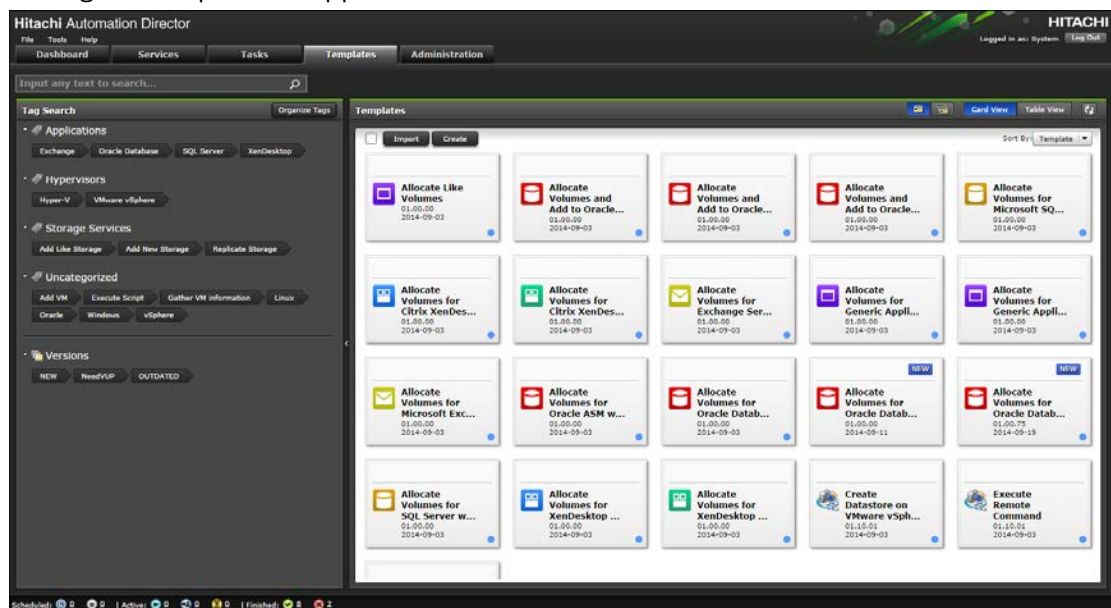 Hitachi Automation Director
HITACHI
File Tools Help
Logged in as: System Log Out
Dashboard Services Tasks Templates Administration
Input any text to search...
Tag Search Organize Tags
Applications
Exchange Oracle Database SQL Server XenDesktop
Hypervisors
Hyper-V VMware vSphere
Storage Services
Add Like Storage Add New Storage Replicate Storage
Uncategorized
Add VM Execute Script Gather VM information Linux
Oracle Windows vSphere
Versions
NEW NeedVUP OUTDATED
Templates Card View Table View
Import Create Sort By: Template
Allocate Like
Volumes
01.00.00
2014-09-03
Allocate
Volumes and
Add to Oracle...
01.00.00
2014-09-03
Allocate
Volumes and
Add to Oracle...
01.00.00
2014-09-03
Allocate
Volumes and
Add to Oracle...
01.00.00
2014-09-03
Allocate
Volumes for
Microsoft SQ...
01.00.00
2014-09-03
Allocate
Volumes for
Citrix XenDes...
01.00.00
2014-09-03
Allocate
Volumes for
Citrix XenDes...
01.00.00
2014-09-03
Allocate
Volumes for
Exchange Ser...
01.00.00
2014-09-03
Allocate
Volumes for
Generic Appli...
01.00.00
2014-09-03
Allocate
Volumes for
Generic Appli...
01.00.00
2014-09-03
Allocate
Volumes for
Microsoft Exc...
01.00.00
2014-09-03
Allocate
Volumes for
Oracle ASM w...
01.00.00
2014-09-03
Allocate
Volumes for
Oracle Datab...
01.00.00
2014-09-03
NEW
Allocate
Volumes for
Oracle Datab...
01.00.00
2014-09-11
NEW
Allocate
Volumes for
Oracle Datab...
01.00.75
2014-09-19
Allocate
Volumes for
SQL Server w...
01.00.00
2014-09-03
Allocate
Volumes for
XenDesktop ...
01.00.00
2014-09-03
Allocate
Volumes for
XenDesktop ...
01.00.00
2014-09-03
Create
Datastore on
VMware vSph...
01.10.01
2014-09-03
Execute
Remote
Command
01.10.01
2014-09-03
Scheduled: 0 0 | Active: 0 0 0 | Finished: 8 2